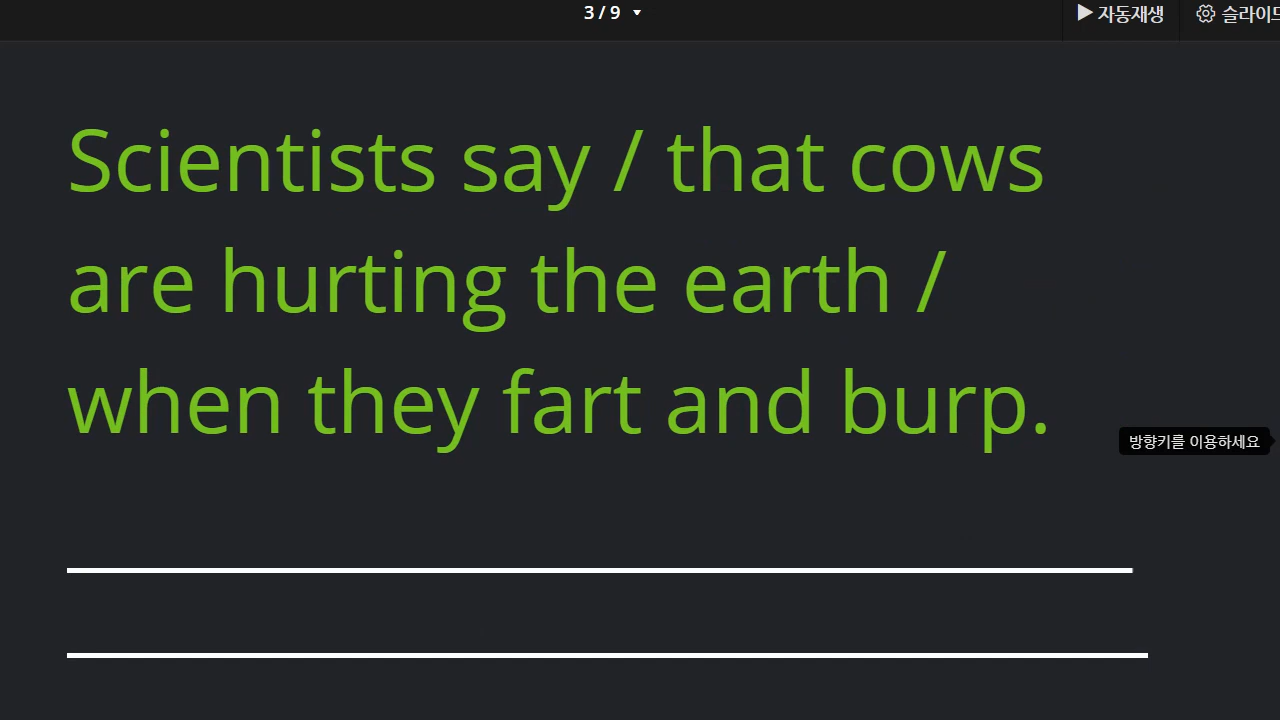 3 / 9
자동재생
슬라이드
Scientists say / that cows
are hurting the earth /
when they fart and burp.
방향키를 이용하세요